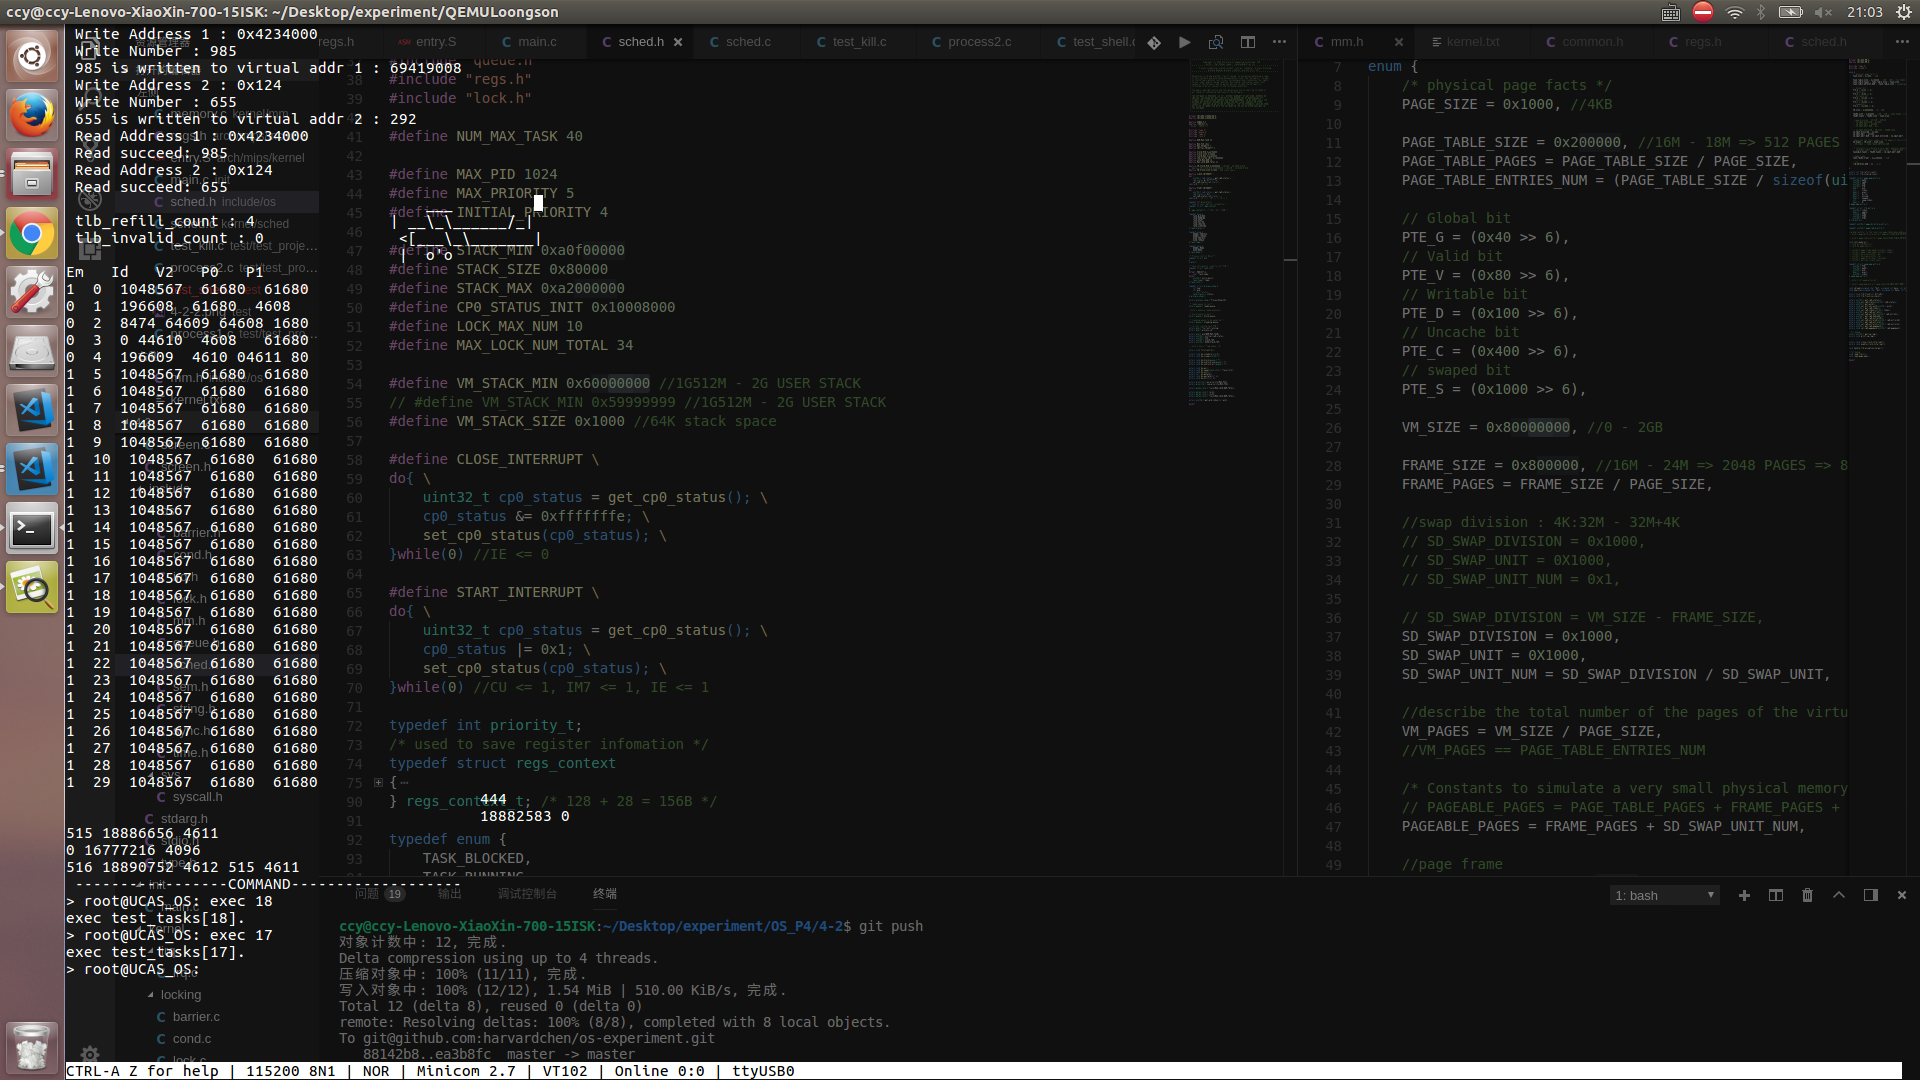 ccy@ccy-Lenovo-XiaoXin-700-15ISK: ~/Desktop/experiment/QEMULoongson
21:03
Write Address 1 : 0x4234000
Write Number : 985
985 is written to virtual addr 1 : 69419008
Write Address 2 : 0x124
Write Number : 655
655 is written to virtual addr 2 : 292
Read Address 1 : 0x4234000
Read succeed: 985
Read Address 2 : 0x124
Read succeed: 655
tlb_refill_count : 4
tlb_invalid_count : 0
Em Id V2 P0 P1
1 0 1048567 61680 61680
0 1 196608 61680 4608
0 2 8474 64609 64608 1680
0 3 0 44610 4608 61680
0 4 196609 4610 04611 80
1 5 1048567 61680 61680
1 6 1048567 61680 61680
1 7 1048567 61680 61680
1 8 1048567 61680 61680
1 9 1048567 61680 61680
1 10 1048567 61680 61680
1 11 1048567 61680 61680
1 12 1048567 61680 61680
1 13 1048567 61680 61680
1 14 1048567 61680 61680
1 15 1048567 61680 61680
1 16 1048567 61680 61680
1 17 1048567 61680 61680
1 18 1048567 61680 61680
1 19 1048567 61680 61680
1 20 1048567 61680 61680
1 21 1048567 61680 61680
1 22 1048567 61680 61680
1 23 1048567 61680 61680
1 24 1048567 61680 61680
1 25 1048567 61680 61680
1 26 1048567 61680 61680
1 27 1048567 61680 61680
1 28 1048567 61680 61680
1 29 1048567 61680 61680
444
18882583 0
515 18886656 4611
0 16777216 4096
516 18890752 4612 515 4611
------------------COMMAND-------------------
> root@UCAS_OS: exec 18
exec test_tasks[18].
> root@UCAS_OS: exec 17
exec test_tasks[17].
> root@UCAS_OS:
syscall.h
stdarg.h
locking
barrier.c
cond.c
lock.c
CTRL-A Z for help | 115200 8N1 | NOR | Minicom 2.7 | VT102 | Online 0:0 | ttyUSB0
regs.h entry.S main.c sched.h sched.c test_kill.c process2.c test_shell.c
38 #include "regs.h"
39 #include "lock.h"
41 #define NUM_MAX_TASK 40
42
43 #define MAX_PID 1024
44 #define MAX_PRIORITY 5
45 #define INITIAL_PRIORITY 4
46
47 #define STACK_MIN 0xa0f00000
48 #define STACK_SIZE 0x80000
49 #define STACK_MAX 0xa2000000
50 #define CP0_STATUS_INIT 0x10008000
51 #define LOCK_MAX_NUM 10
52 #define MAX_LOCK_NUM_TOTAL 34
53
54 #define VM_STACK_MIN 0x60000000 //1G512M - 2G USER STACK
55 // #define VM_STACK_MIN 0x59999999 //1G512M - 2G USER STACK
56 #define VM_STACK_SIZE 0x1000 //64K stack space
57
58 #define CLOSE_INTERRUPT \
59 do{ \
60 uint32_t cp0_status = get_cp0_status(); \
61 cp0_status &= 0xfffffffe; \
62 set_cp0_status(cp0_status); \
63 }while(0) //IE <= 0
64
65 #define START_INTERRUPT \
66 do{ \
67 uint32_t cp0_status = get_cp0_status(); \
68 cp0_status |= 0x1; \
69 set_cp0_status(cp0_status); \
70 }while(0) //CU <= 1, IM7 <= 1, IE <= 1
71
72 typedef int priority_t;
73 /* used to save register infomation */
74 typedef struct regs_context
75 {
90 } regs_context_t; /* 128 + 28 = 156B */
91
92 typedef enum {
93 TASK_BLOCKED,
TASK_RUNNING
mm.h kernel.txt common.h regs.h sched.h
7 enum {
8 /* physical page facts */
9 PAGE_SIZE = 0x1000, //4KB
10
11 PAGE_TABLE_SIZE = 0x200000, //16M - 18M => 512 PAGES
12 PAGE_TABLE_PAGES = PAGE_TABLE_SIZE / PAGE_SIZE,
13 PAGE_TABLE_ENTRIES_NUM = (PAGE_TABLE_SIZE / sizeof(ui
14
15 // Global bit
16 PTE_G = (0x40 >> 6),
17 // Valid bit
18 PTE_V = (0x80 >> 6),
19 // Writable bit
20 PTE_D = (0x100 >> 6),
21 // Uncache bit
22 PTE_C = (0x400 >> 6),
23 // swaped bit
24 PTE_S = (0x1000 >> 6),
25
26 VM_SIZE = 0x80000000, //0 - 2GB
27
28 FRAME_SIZE = 0x800000, //16M - 24M => 2048 PAGES => 8
29 FRAME_PAGES = FRAME_SIZE / PAGE_SIZE,
30
31 //swap division : 4K:32M - 32M+4K
32 // SD_SWAP_DIVISION = 0x1000,
33 // SD_SWAP_UNIT = 0X1000,
34 // SD_SWAP_UNIT_NUM = 0x1,
35
36 // SD_SWAP_DIVISION = VM_SIZE - FRAME_SIZE,
37 SD_SWAP_DIVISION = 0x1000,
38 SD_SWAP_UNIT = 0X1000,
39 SD_SWAP_UNIT_NUM = SD_SWAP_DIVISION / SD_SWAP_UNIT,
40
41 //describe the total number of the pages of the virtu
42 VM_PAGES = VM_SIZE / PAGE_SIZE,
43 //VM_PAGES == PAGE_TABLE_ENTRIES_NUM
44
45 /* Constants to simulate a very small physical memory
46 // PAGEABLE_PAGES = PAGE_TABLE_PAGES + FRAME_PAGES +
47 PAGEABLE_PAGES = FRAME_PAGES + SD_SWAP_UNIT_NUM,
48
49 //page frame
问题 19 输出 调试控制台 终端
1: bash
ccy@ccy-Lenovo-XiaoXin-700-15ISK:~/Desktop/experiment/OS_P4/4-2$ git push
对象计数中: 12, 完成.
Delta compression using up to 4 threads.
压缩对象中: 100% (11/11), 完成.
写入对象中: 100% (12/12), 1.54 MiB | 510.00 KiB/s, 完成.
Total 12 (delta 8), reused 0 (delta 0)
remote: Resolving deltas: 100% (8/8), completed with 8 local objects.
To git@github.com:harvardchen/os-experiment.git
88142b8..ea3b8fc master -> master